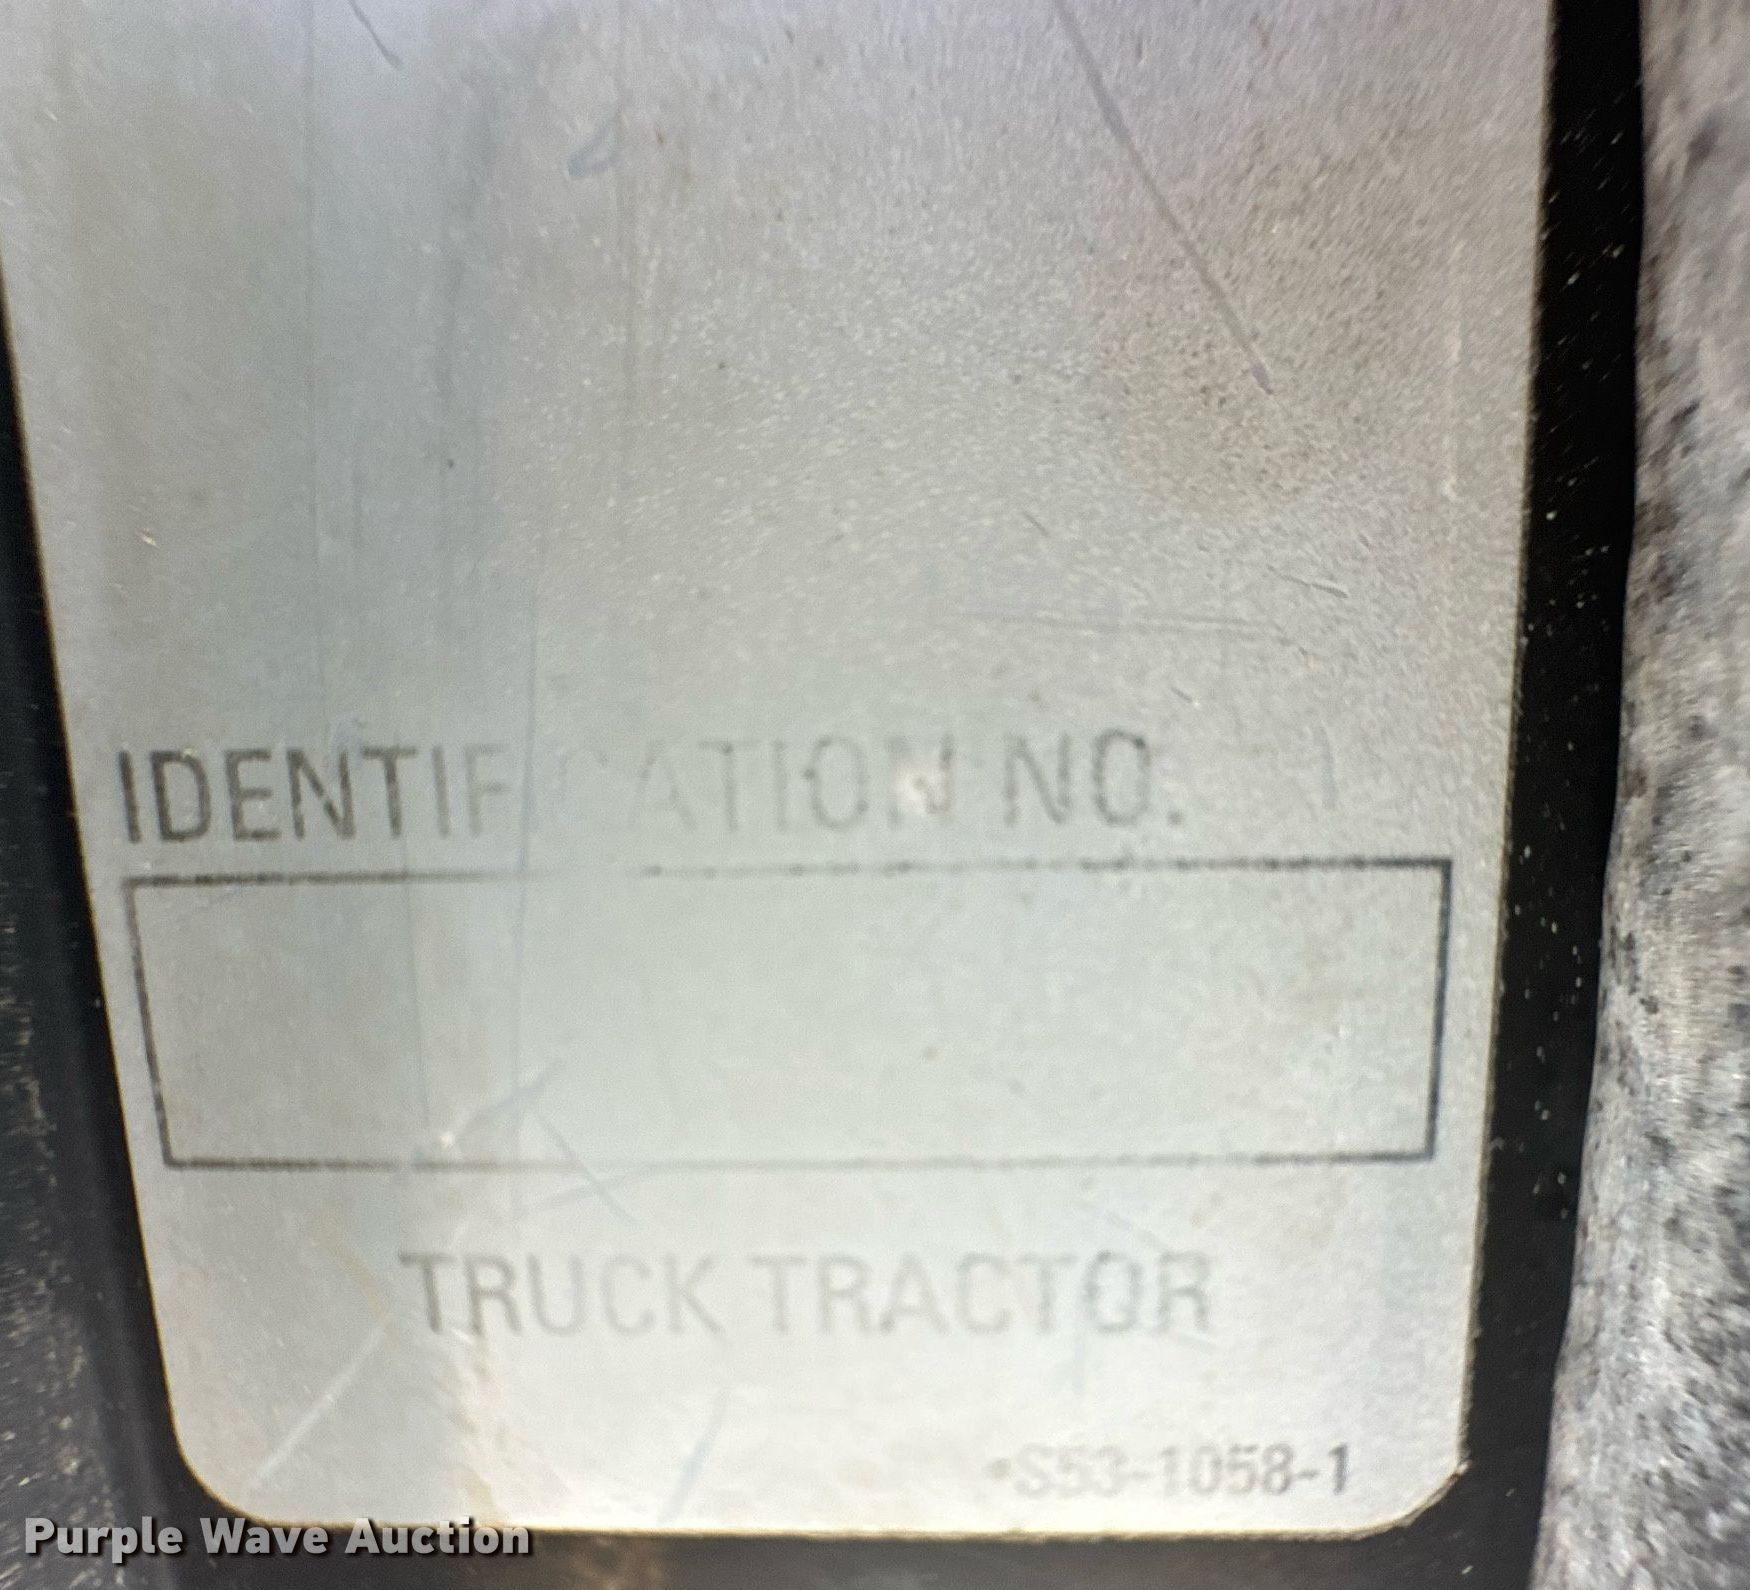 IDENTIFICATION NO.
TRUCK TRACTOR
S53-1058-1
Purple Wave Auction